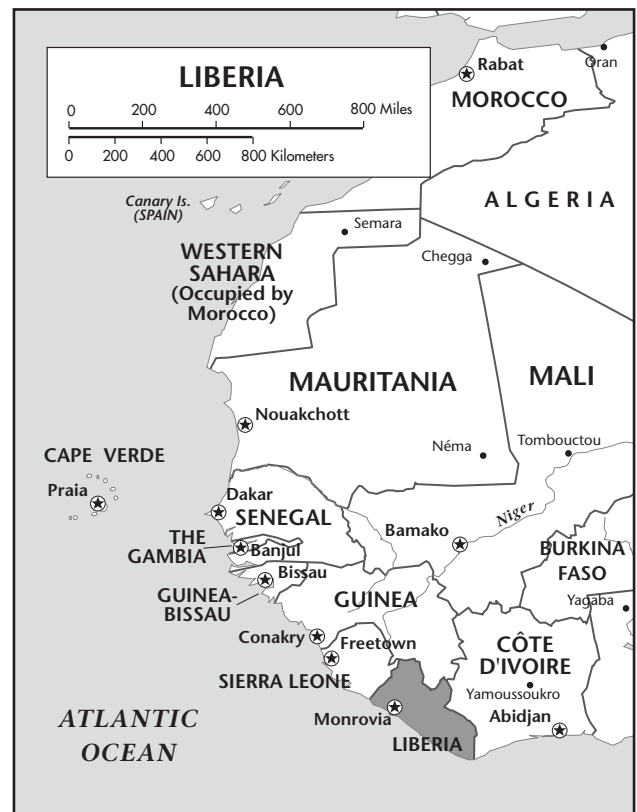 LIBERIA
0 200 400 600 800 Miles
0 200 400 600 800 Kilometers
Rabat
Oran
MOROCCO
ALGERIA
Canary Is.
(SPAIN)
Semara
WESTERN
SAHARA
(Occupied by
Morocco)
Chegga
MAURITANIA
MALI
Nouakchott
Néma
Tombouctou
CAPE VERDE
Praia
Dakar
SENEGAL
Niger
Bamako
THE
GAMBIA
Banjul
BURKINA
FASO
Bissau
GUINEA-
BISSAU
GUINEA
Yagaba
Conakry
Freetown
CÔTE
D'IVOIRE
SIERRA LEONE
Yamoussoukro
Monrovia
Abidjan
LIBERIA
ATLANTIC
OCEAN